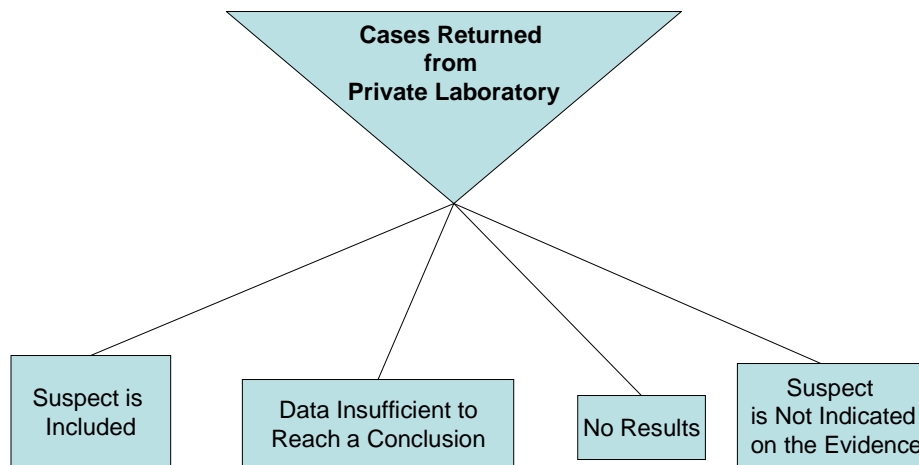 Cases Returned
from
Private Laboratory
Suspect is
Included
Data Insufficient to
Reach a Conclusion
No Results
Suspect
is Not Indicated
on the Evidence